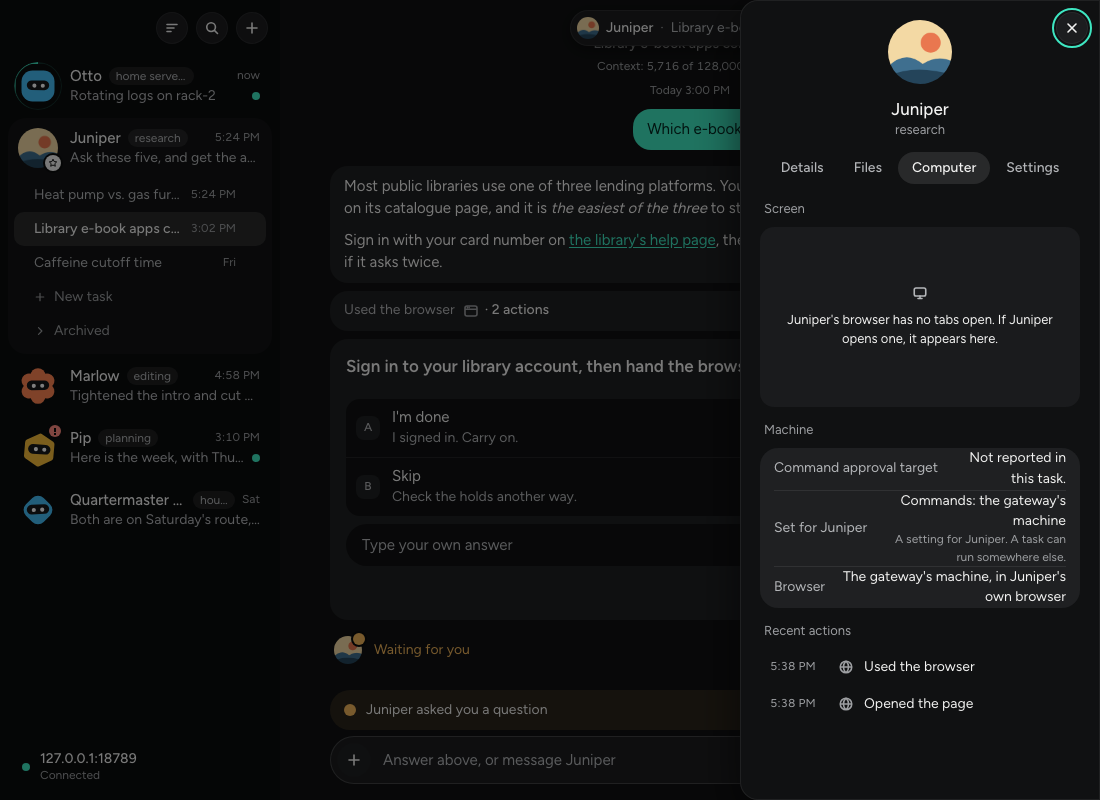 Otto home serve... now
Rotating logs on rack-2
Juniper research 5:24 PM
Ask these five, and get the a...
Heat pump vs. gas fur... 5:24 PM
Library e-book apps c... 3:02 PM
Caffeine cutoff time Fri
New task
Archived
Marlow editing 4:58 PM
Tightened the intro and cut ...
Pip planning 3:10 PM
Here is the week, with Thu...
Quartermaster ... hou... Sat
Both are on Saturday's route,...
127.0.0.1:18789
Connected
Juniper · Library e-b
Context: 5,716 of 128,000
Today 3:00 PM
Which e-book
Most public libraries use one of three lending platforms. You
on its catalogue page, and it is the easiest of the three to st
Sign in with your card number on the library's help page, the
if it asks twice.
Used the browser · 2 actions
Sign in to your library account, then hand the brows
A I'm done
I signed in. Carry on.
B Skip
Check the holds another way.
Type your own answer
Waiting for you
Juniper asked you a question
Answer above, or message Juniper
Juniper
research
Details Files Computer Settings
Screen
Juniper's browser has no tabs open. If Juniper
opens one, it appears here.
Machine
Command approval target Not reported in
this task.
Set for Juniper Commands: the gateway's
machine
A setting for Juniper. A task can
run somewhere else.
Browser The gateway's machine, in Juniper's
own browser
Recent actions
5:38 PM Used the browser
5:38 PM Opened the page